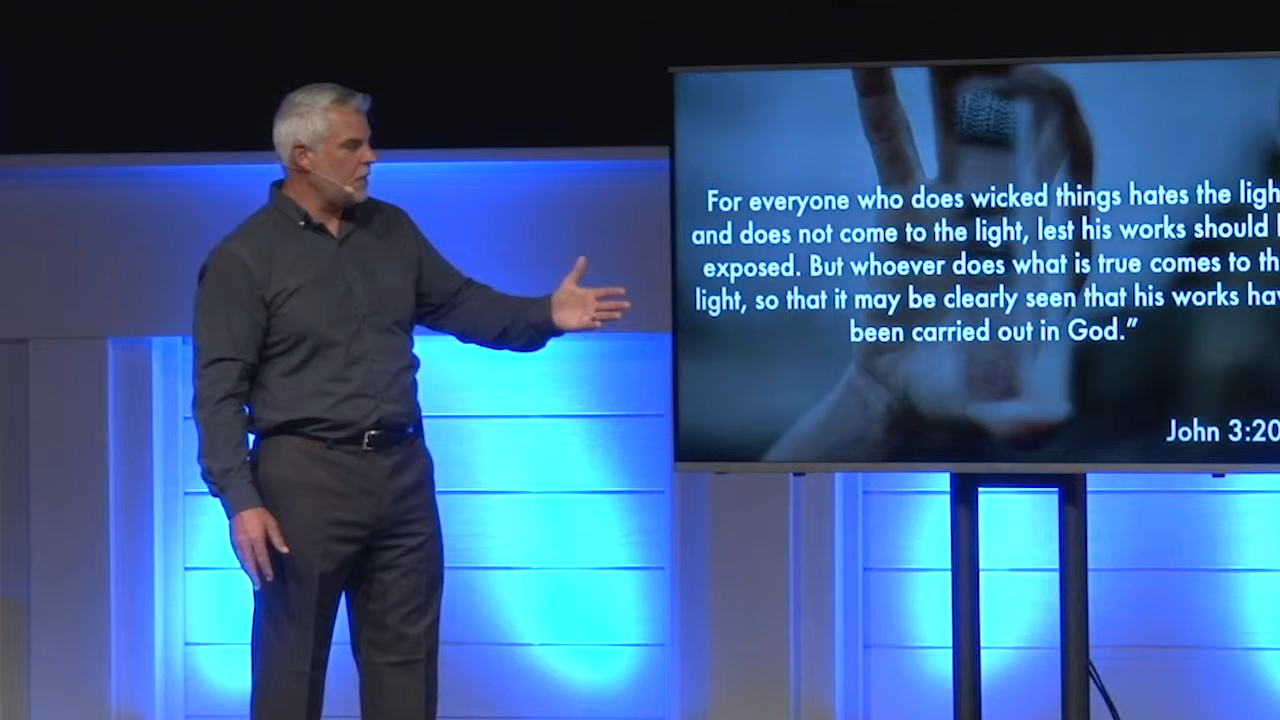 For everyone who does wicked things hates the ligh
and does not come to the light, lest his works should
exposed. But whoever does what is true comes to th
light, so that it may be clearly seen that his works hav
been carried out in God.”
John 3:20